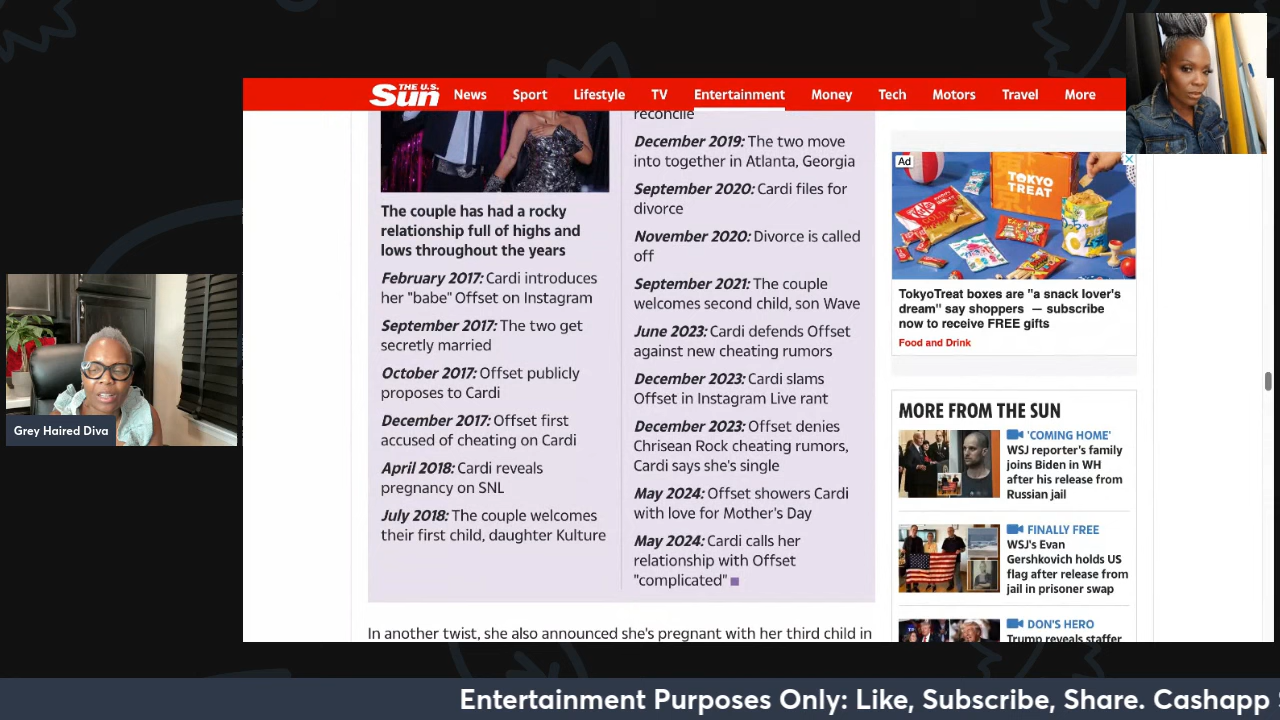 THE U.S.
Sun
News
Sport
Lifestyle
TV
Entertainment
Money
Tech
Motors
Travel
More
The couple has had a rocky
relationship full of highs and
lows throughout the years
February 2017: Cardi introduces
her "babe" Offset on Instagram
September 2017: The two get
secretly married
October 2017: Offset publicly
proposes to Cardi
December 2017: Offset first
accused of cheating on Cardi
April 2018: Cardi reveals
pregnancy on SNL
July 2018: The couple welcomes
their first child, daughter Kulture
reconcile
December 2019: The two move
into together in Atlanta, Georgia
September 2020: Cardi files for
divorce
November 2020: Divorce is called
off
September 2021: The couple
welcomes second child, son Wave
June 2023: Cardi defends Offset
against new cheating rumors
December 2023: Cardi slams
Offset in Instagram Live rant
December 2023: Offset denies
Chrisean Rock cheating rumors,
Cardi says she's single
May 2024: Offset showers Cardi
with love for Mother's Day
May 2024: Cardi calls her
relationship with Offset
"complicated"
In another twist, she also announced she's pregnant with her third child in
Ad
TOKYO
TREAT
TokyoTreat boxes are "a snack lover's
dream" say shoppers — subscribe
now to receive FREE gifts
Food and Drink
MORE FROM THE SUN
'COMING HOME'
WSJ reporter's family
joins Biden in WH
after his release from
Russian jail
FINALLY FREE
WSJ's Evan
Gershkovich holds US
flag after release from
jail in prisoner swap
DON'S HERO
Trump reveals staffer
Grey Haired Diva
Entertainment Purposes Only: Like, Subscribe, Share. Cashapp